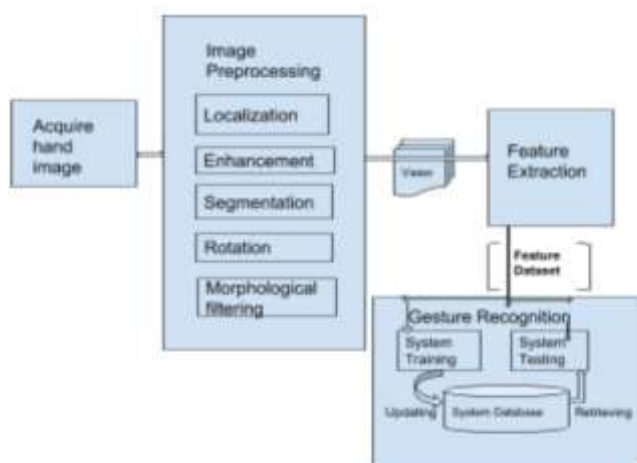 Acquire
hand
image
Image
Preprocessing
Localization
Enhancement
Segmentation
Rotation
Morphological
filtering
Vision
Feature
Extraction
Feature
Dataset
Gesture Recognition
System
Training
System
Testing
Updating
System Database
Retrieving